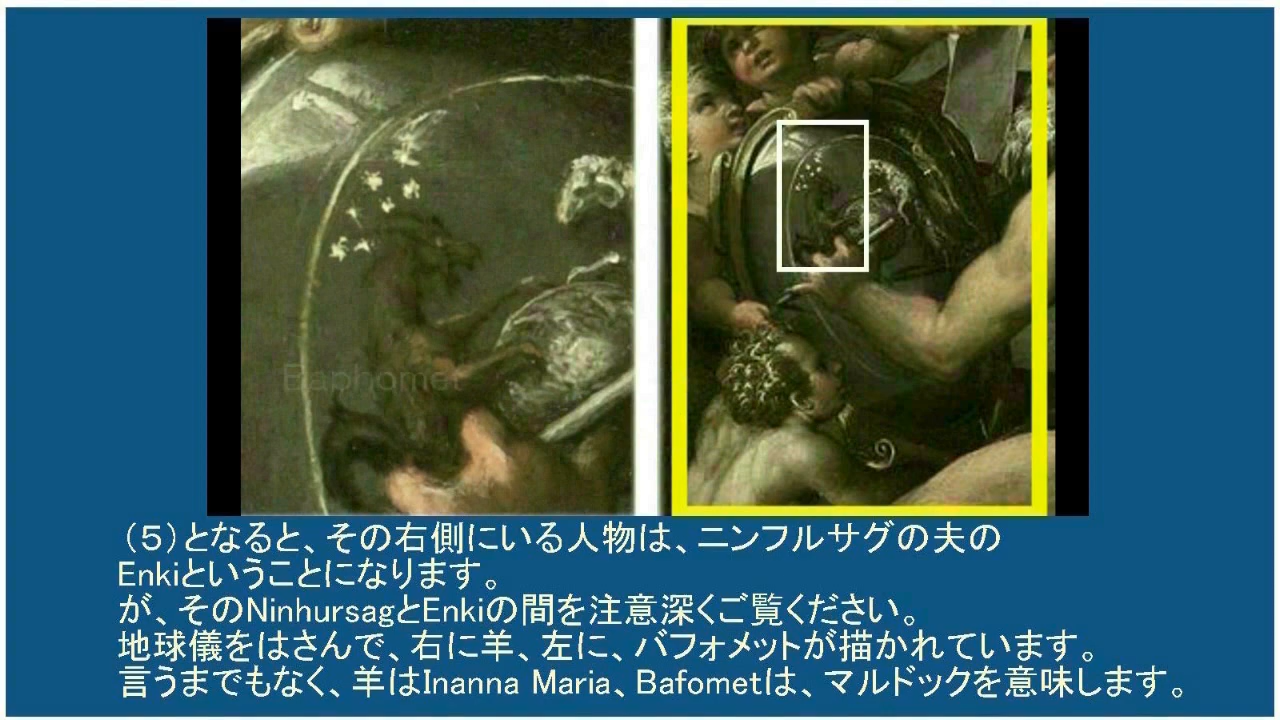 Baphomet
（５）となると、その右側にいる人物は、ニンフルサグの夫の
Enkiということになります。
が、そのNinhursagとEnkiの間を注意深くご覧ください。
地球儀をはさんで、右に羊、左に、バフォメットが描かれています。
言うまでもなく、羊はInanna Maria、Bafometは、マルドックを意味します。